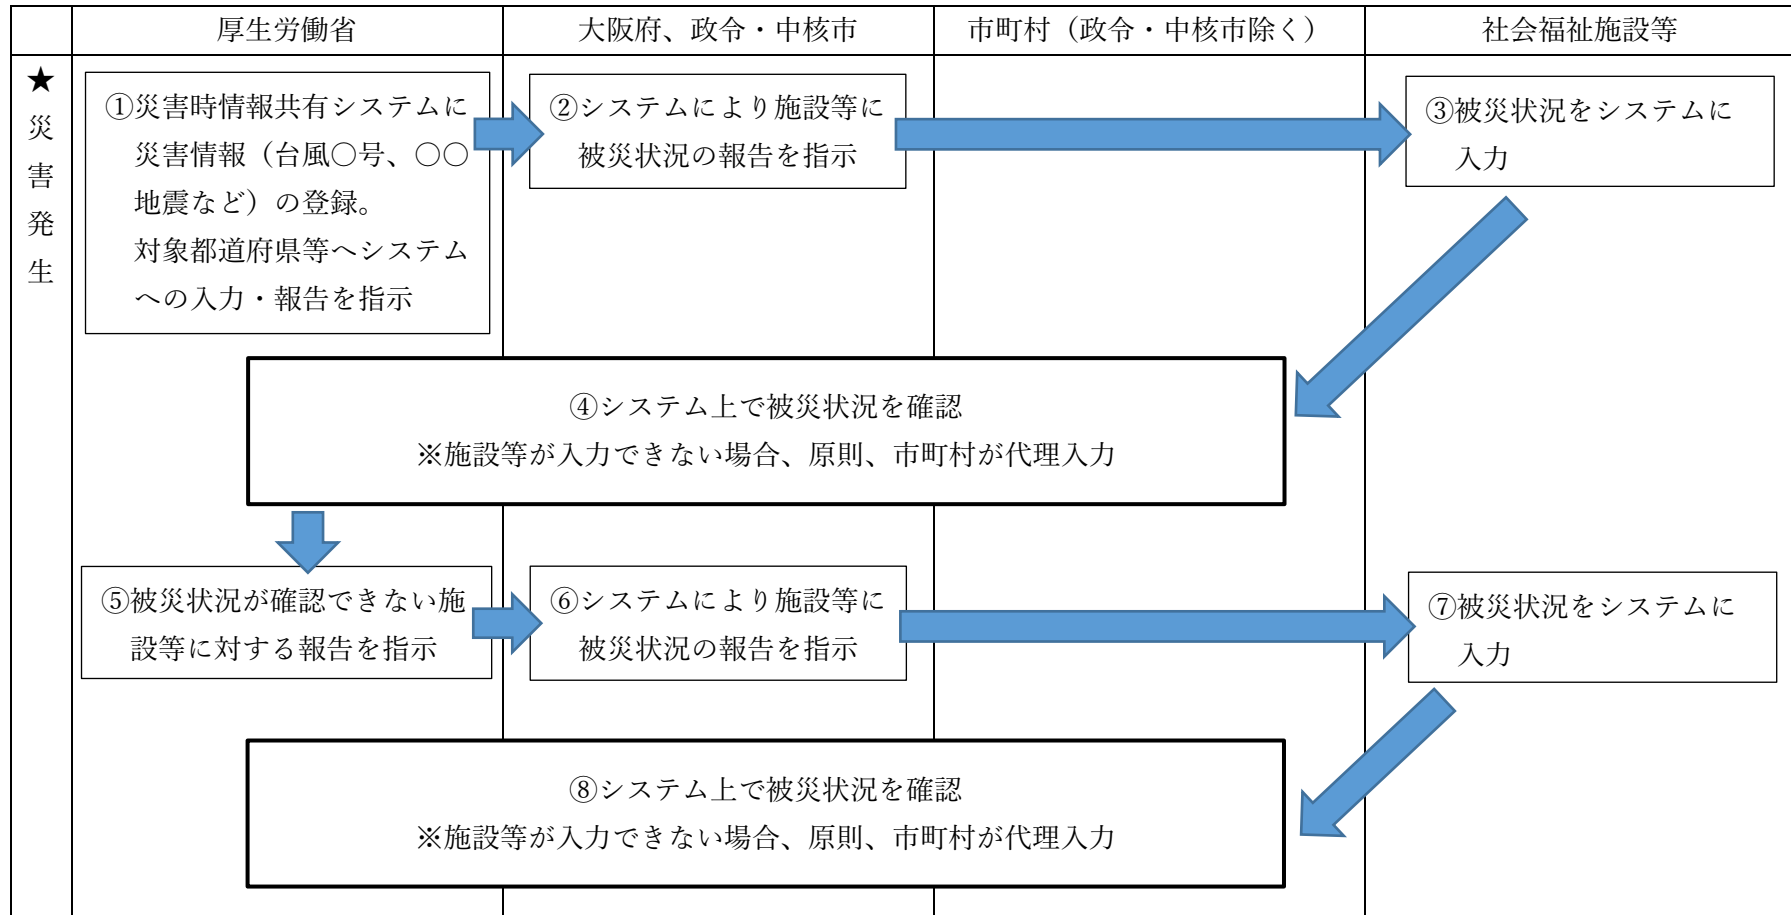 厚生労働省
大阪府、政令・中核市
市町村（政令・中核市除く）
社会福祉施設等
★災害発生
①災害時情報共有システムに
災害情報（台風〇号、〇〇
地震など）の登録。
対象都道府県等へシステム
への入力・報告を指示
②システムにより施設等に
被災状況の報告を指示
③被災状況をシステムに
入力
④システム上で被災状況を確認
※施設等が入力できない場合、原則、市町村が代理入力
⑤被災状況が確認できない施
設等に対する報告を指示
⑥システムにより施設等に
被災状況の報告を指示
⑦被災状況をシステムに
入力
⑧システム上で被災状況を確認
※施設等が入力できない場合、原則、市町村が代理入力